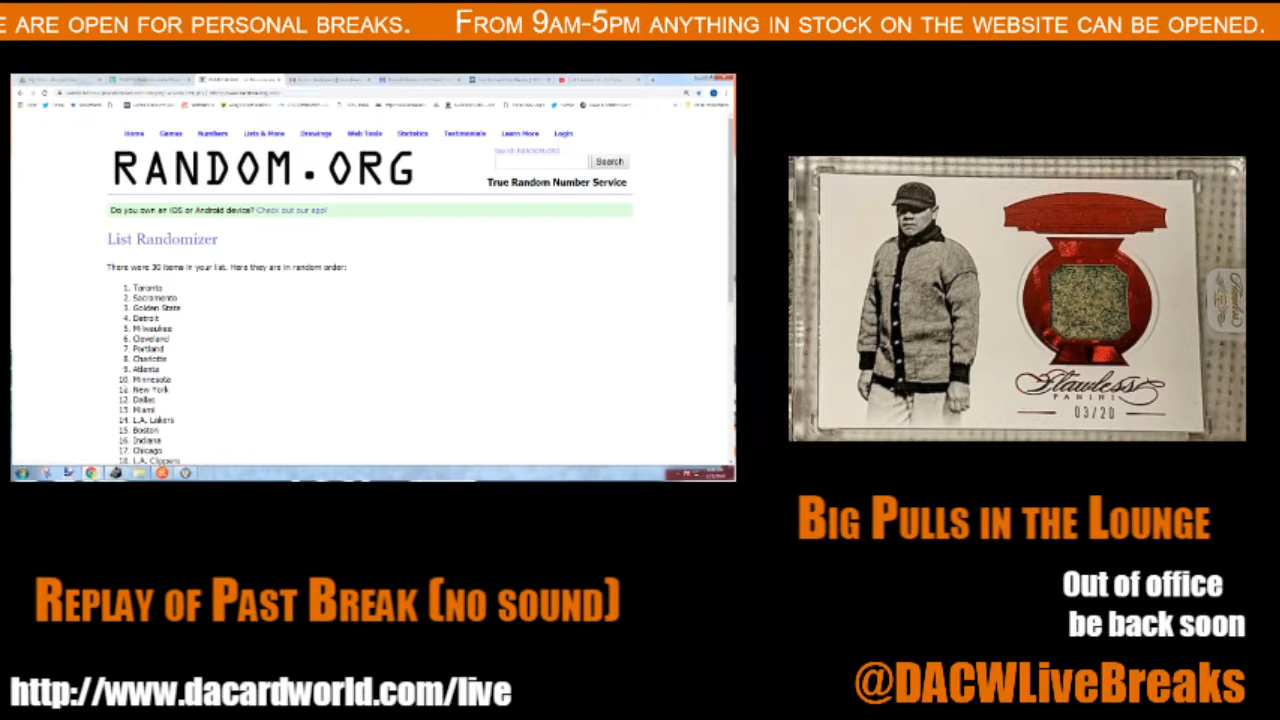 E ARE OPEN FOR PERSONAL BREAKS. FROM 9AM-5PM ANYTHING IN STOCK ON THE WEBSITE CAN BE OPENED.
Home Games Numbers Lists & More Drawings Web Tools Statistics Testimonials Learn More Login
RANDOM.ORG
Search RANDOM.ORG
Search
True Random Number Service
Do you own an iOS or Android device? Check out our app!
List Randomizer
There were 30 items in your list. Here they are in random order:
1. Toronto
2. Sacramento
3. Golden State
4. Detroit
5. Milwaukee
6. Cleveland
7. Portland
8. Charlotte
9. Atlanta
10. Minnesota
11. New York
12. Dallas
13. Miami
14. L.A. Lakers
15. Boston
16. Indiana
17. Chicago
18. L.A. Clippers
Flawless
PANINI
03/20
Flawless
BIG PULLS IN THE LOUNGE
Out of office
be back soon
REPLAY OF PAST BREAK (NO SOUND)
http://www.dacardworld.com/live
@DACWLiveBreaks